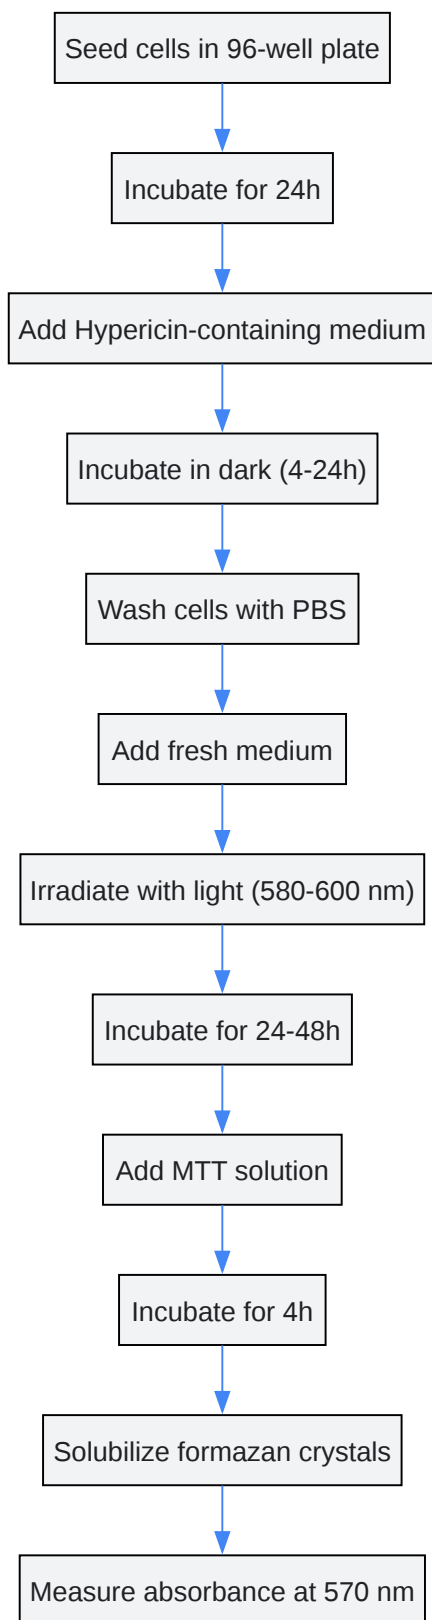 Seed cells in 96-well plate
Incubate for 24h
Add Hypericin-containing medium
Incubate in dark (4-24h)
Wash cells with PBS
Add fresh medium
Irradiate with light (580-600 nm)
Incubate for 24-48h
Add MTT solution
Incubate for 4h
Solubilize formazan crystals
Measure absorbance at 570 nm